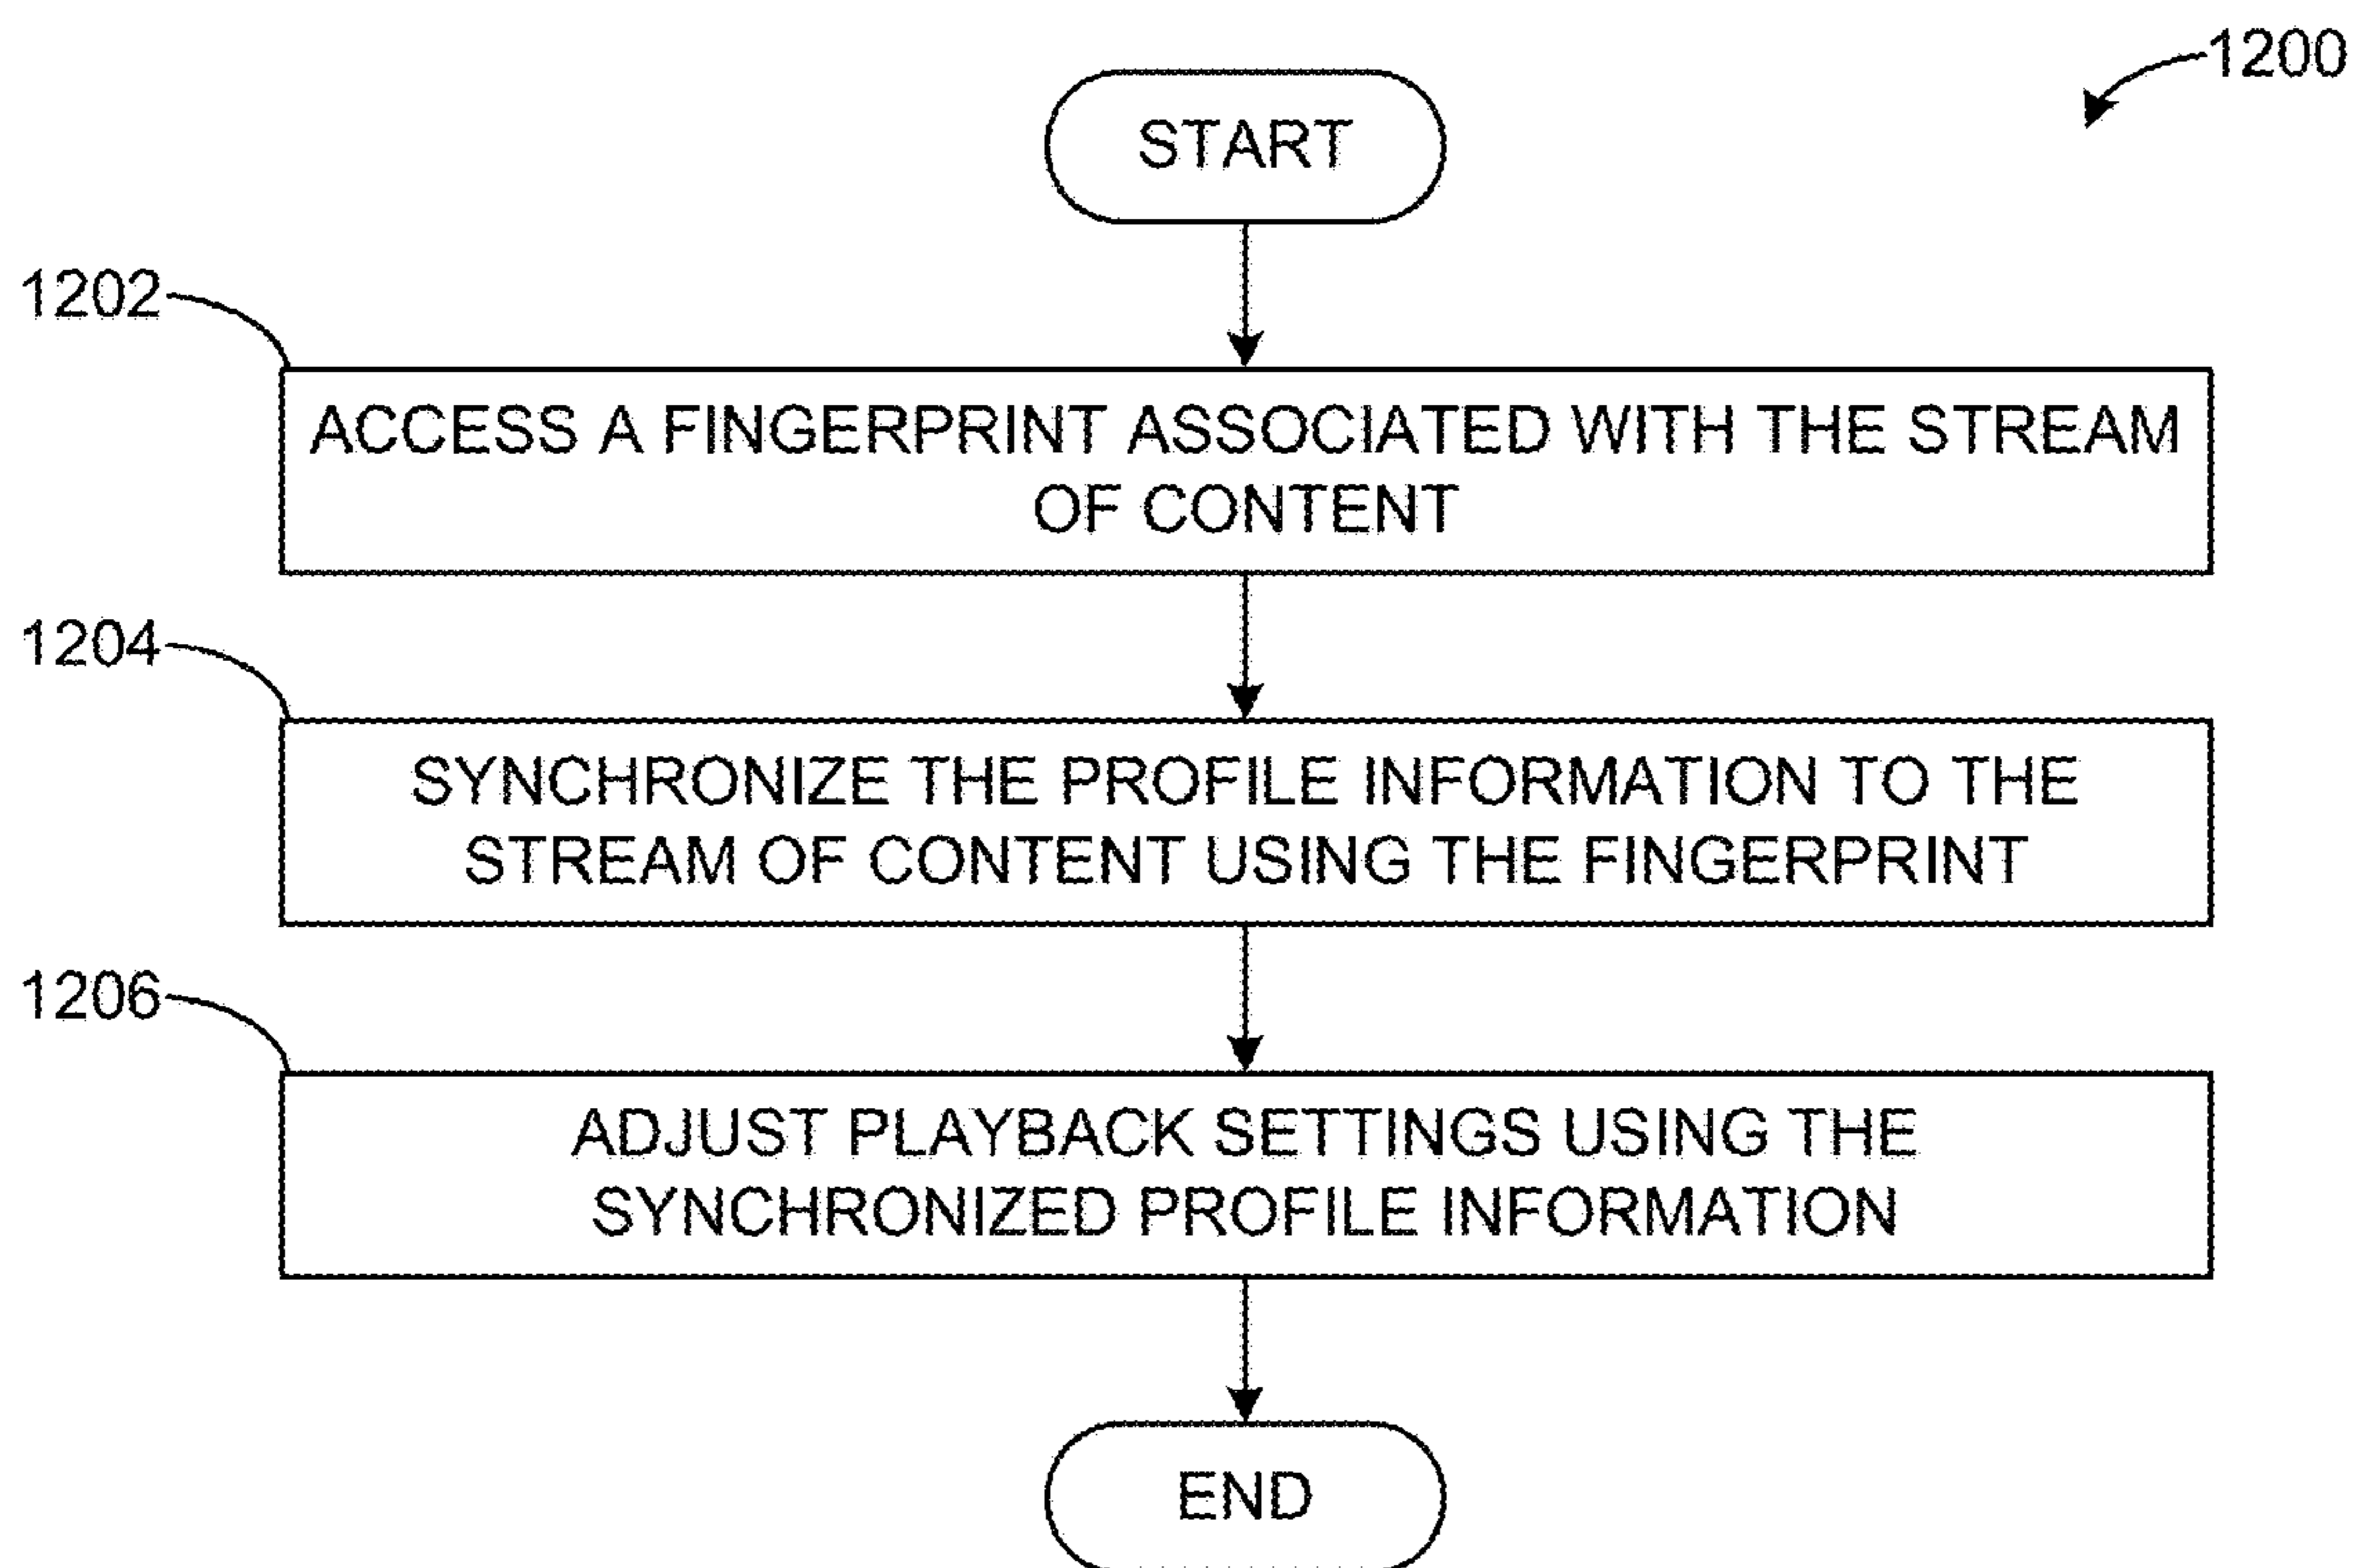 1200
START
1202
ACCESS A FINGERPRINT ASSOCIATED WITH THE STREAM
OF CONTENT
1204
SYNCHRONIZE THE PROFILE INFORMATION TO THE
STREAM OF CONTENT USING THE FINGERPRINT
1206
ADJUST PLAYBACK SETTINGS USING THE
SYNCHRONIZED PROFILE INFORMATION
END